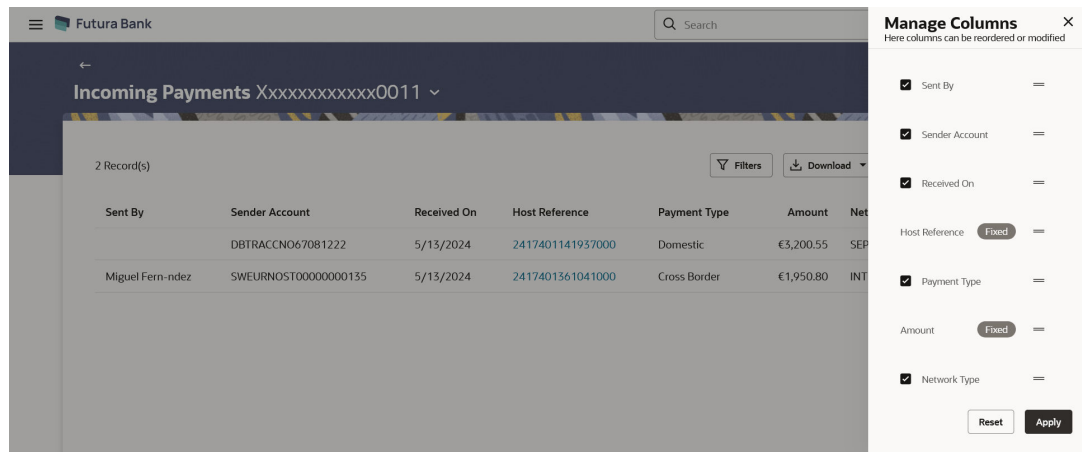 Futura Bank
Search
Incoming Payments Xxxxxxxxxxxx0011
2 Record(s)
Filters
Download
Sent By Sender Account Received On Host Reference Payment Type Amount Net
DBTRACCNO67081222 5/13/2024 2417401141937000 Domestic €3,200.55 SEP
Miguel Fern-ndez SWEURNOST00000000135 5/13/2024 2417401361041000 Cross Border €1,950.80 INT
Manage Columns
Here columns can be reordered or modified
Sent By
Sender Account
Received On
Host Reference Fixed
Payment Type
Amount Fixed
Network Type
Reset Apply